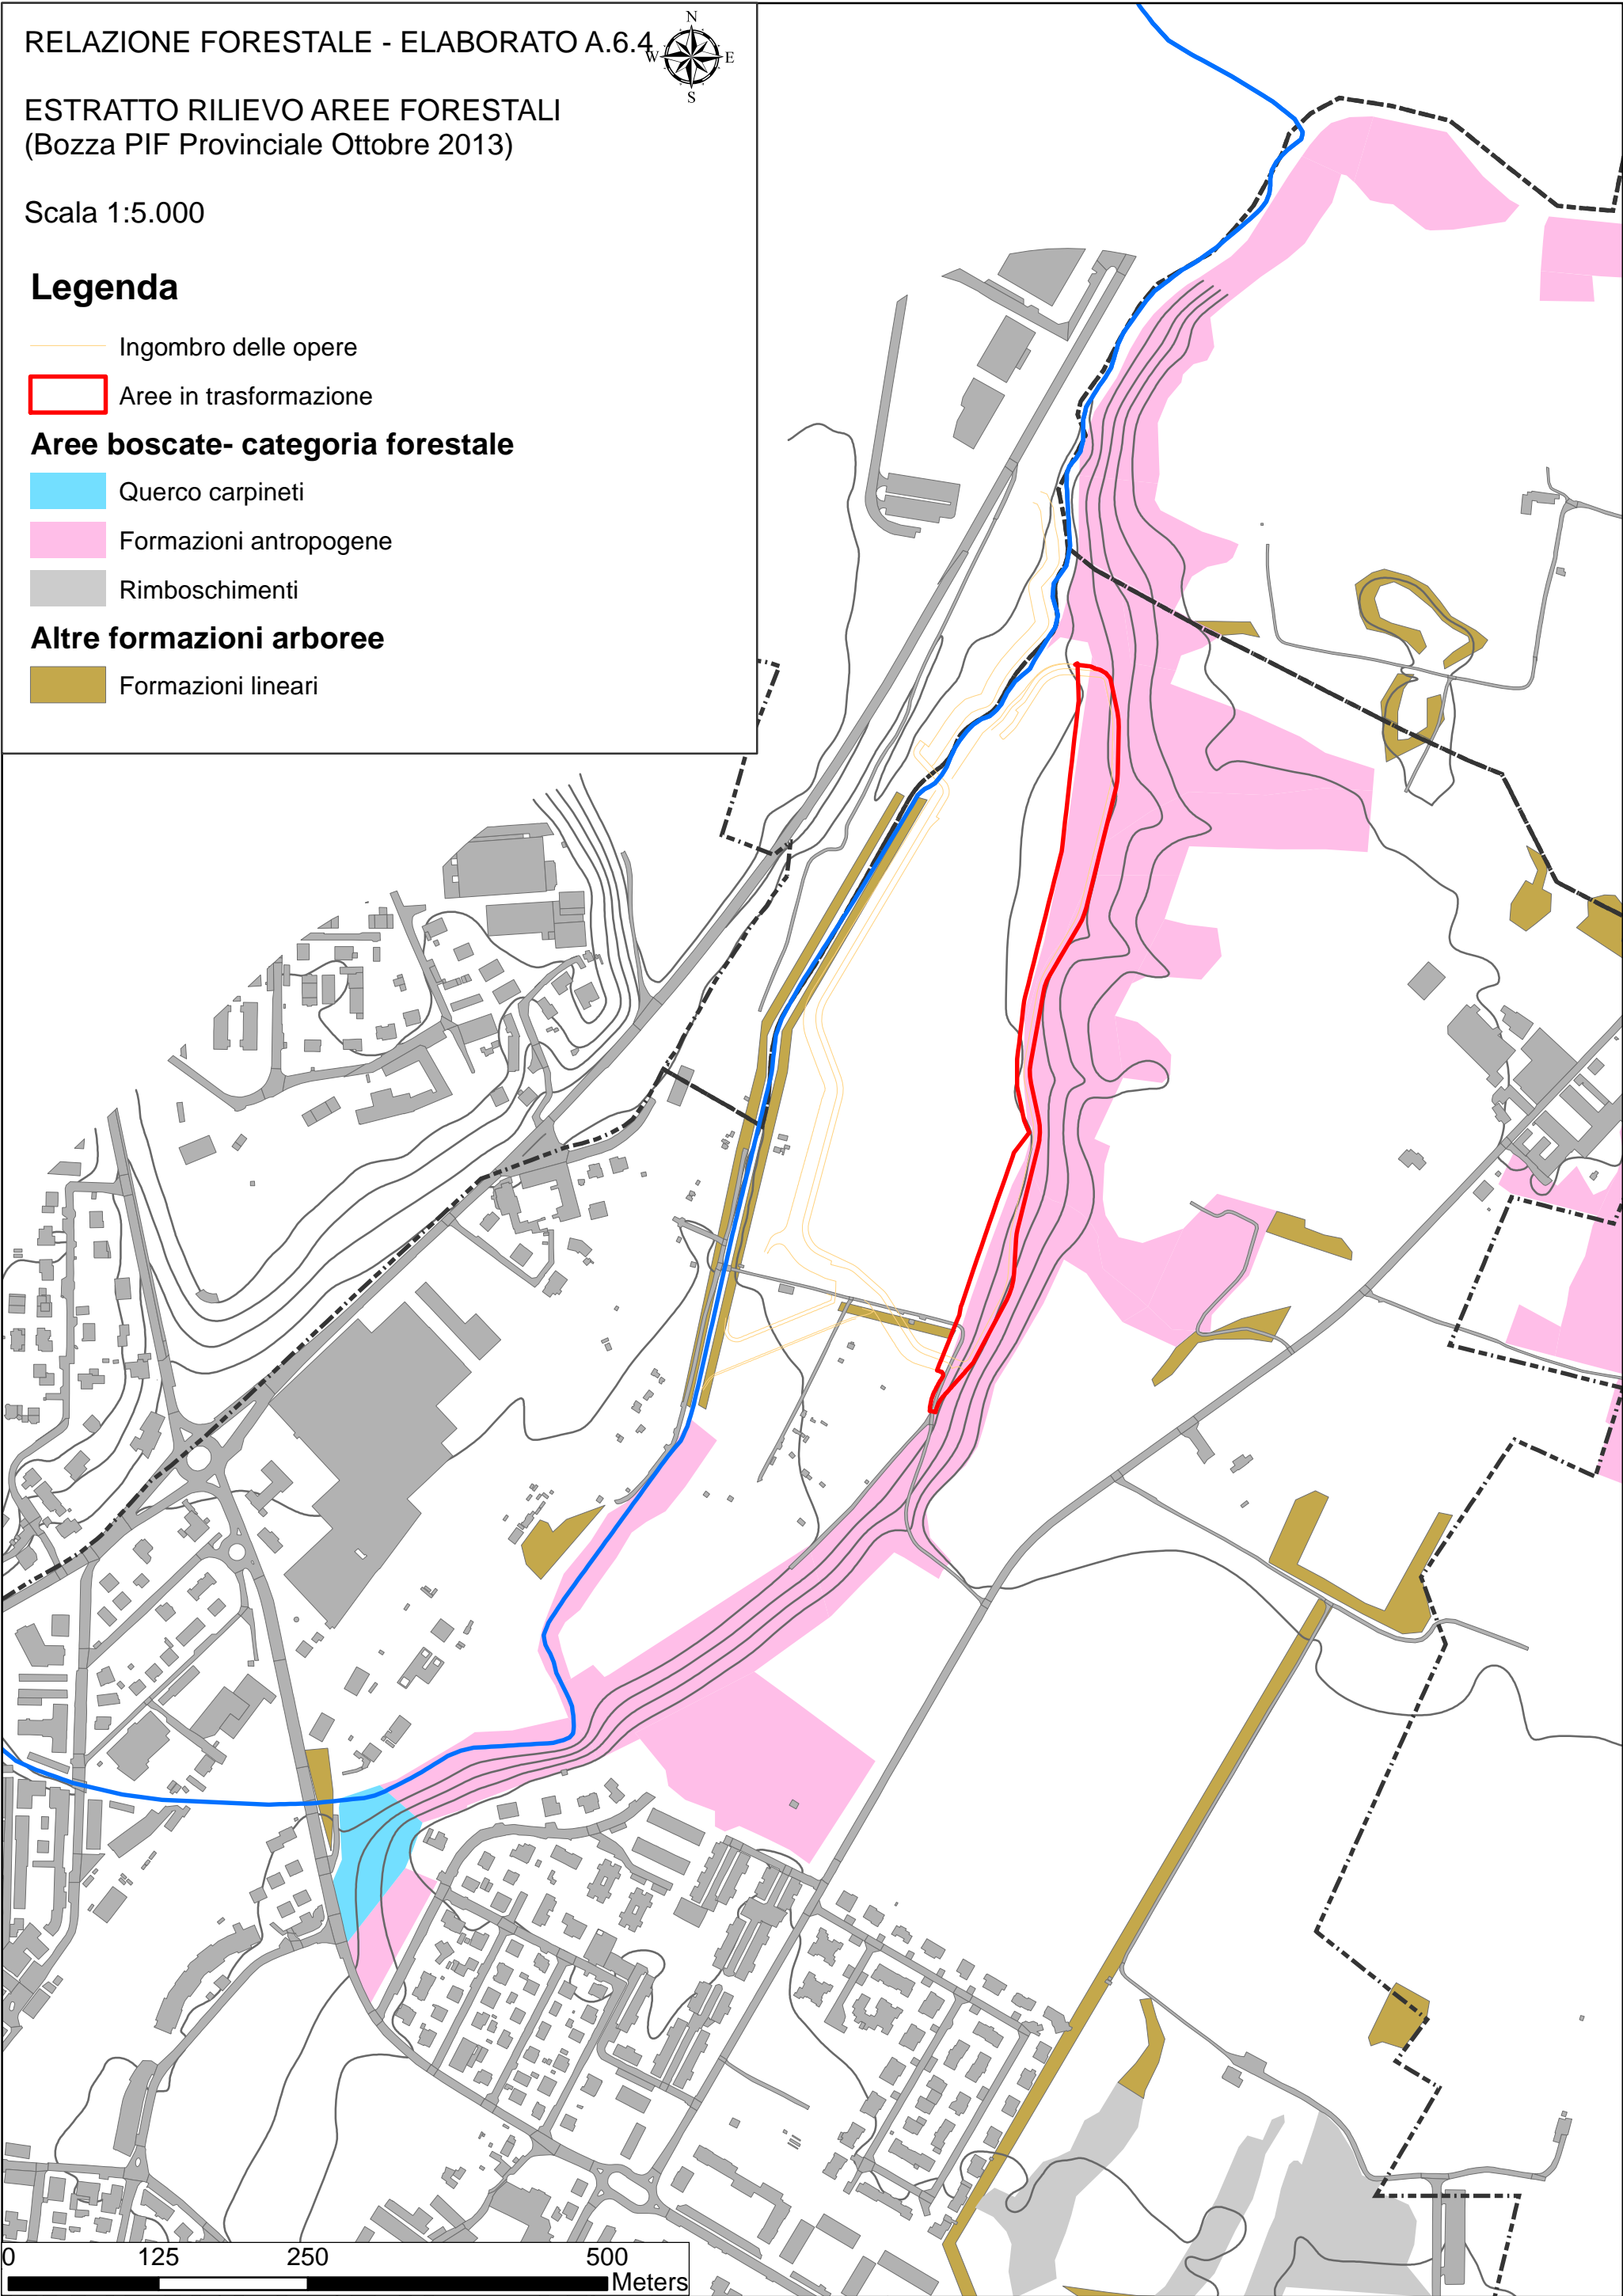 RELAZIONE FORESTALE - ELABORATO A.6.4
N
W
E
S
ESTRATTO RILIEVO AREE FORESTALI
(Bozza PIF Provinciale Ottobre 2013)
Scala 1:5.000
Legenda
Ingombro delle opere
Aree in trasformazione
Aree boscate- categoria forestale
Querco carpineti
Formazioni antropogene
Rimboschimenti
Altre formazioni arboree
Formazioni lineari
0 125 250 500
Meters